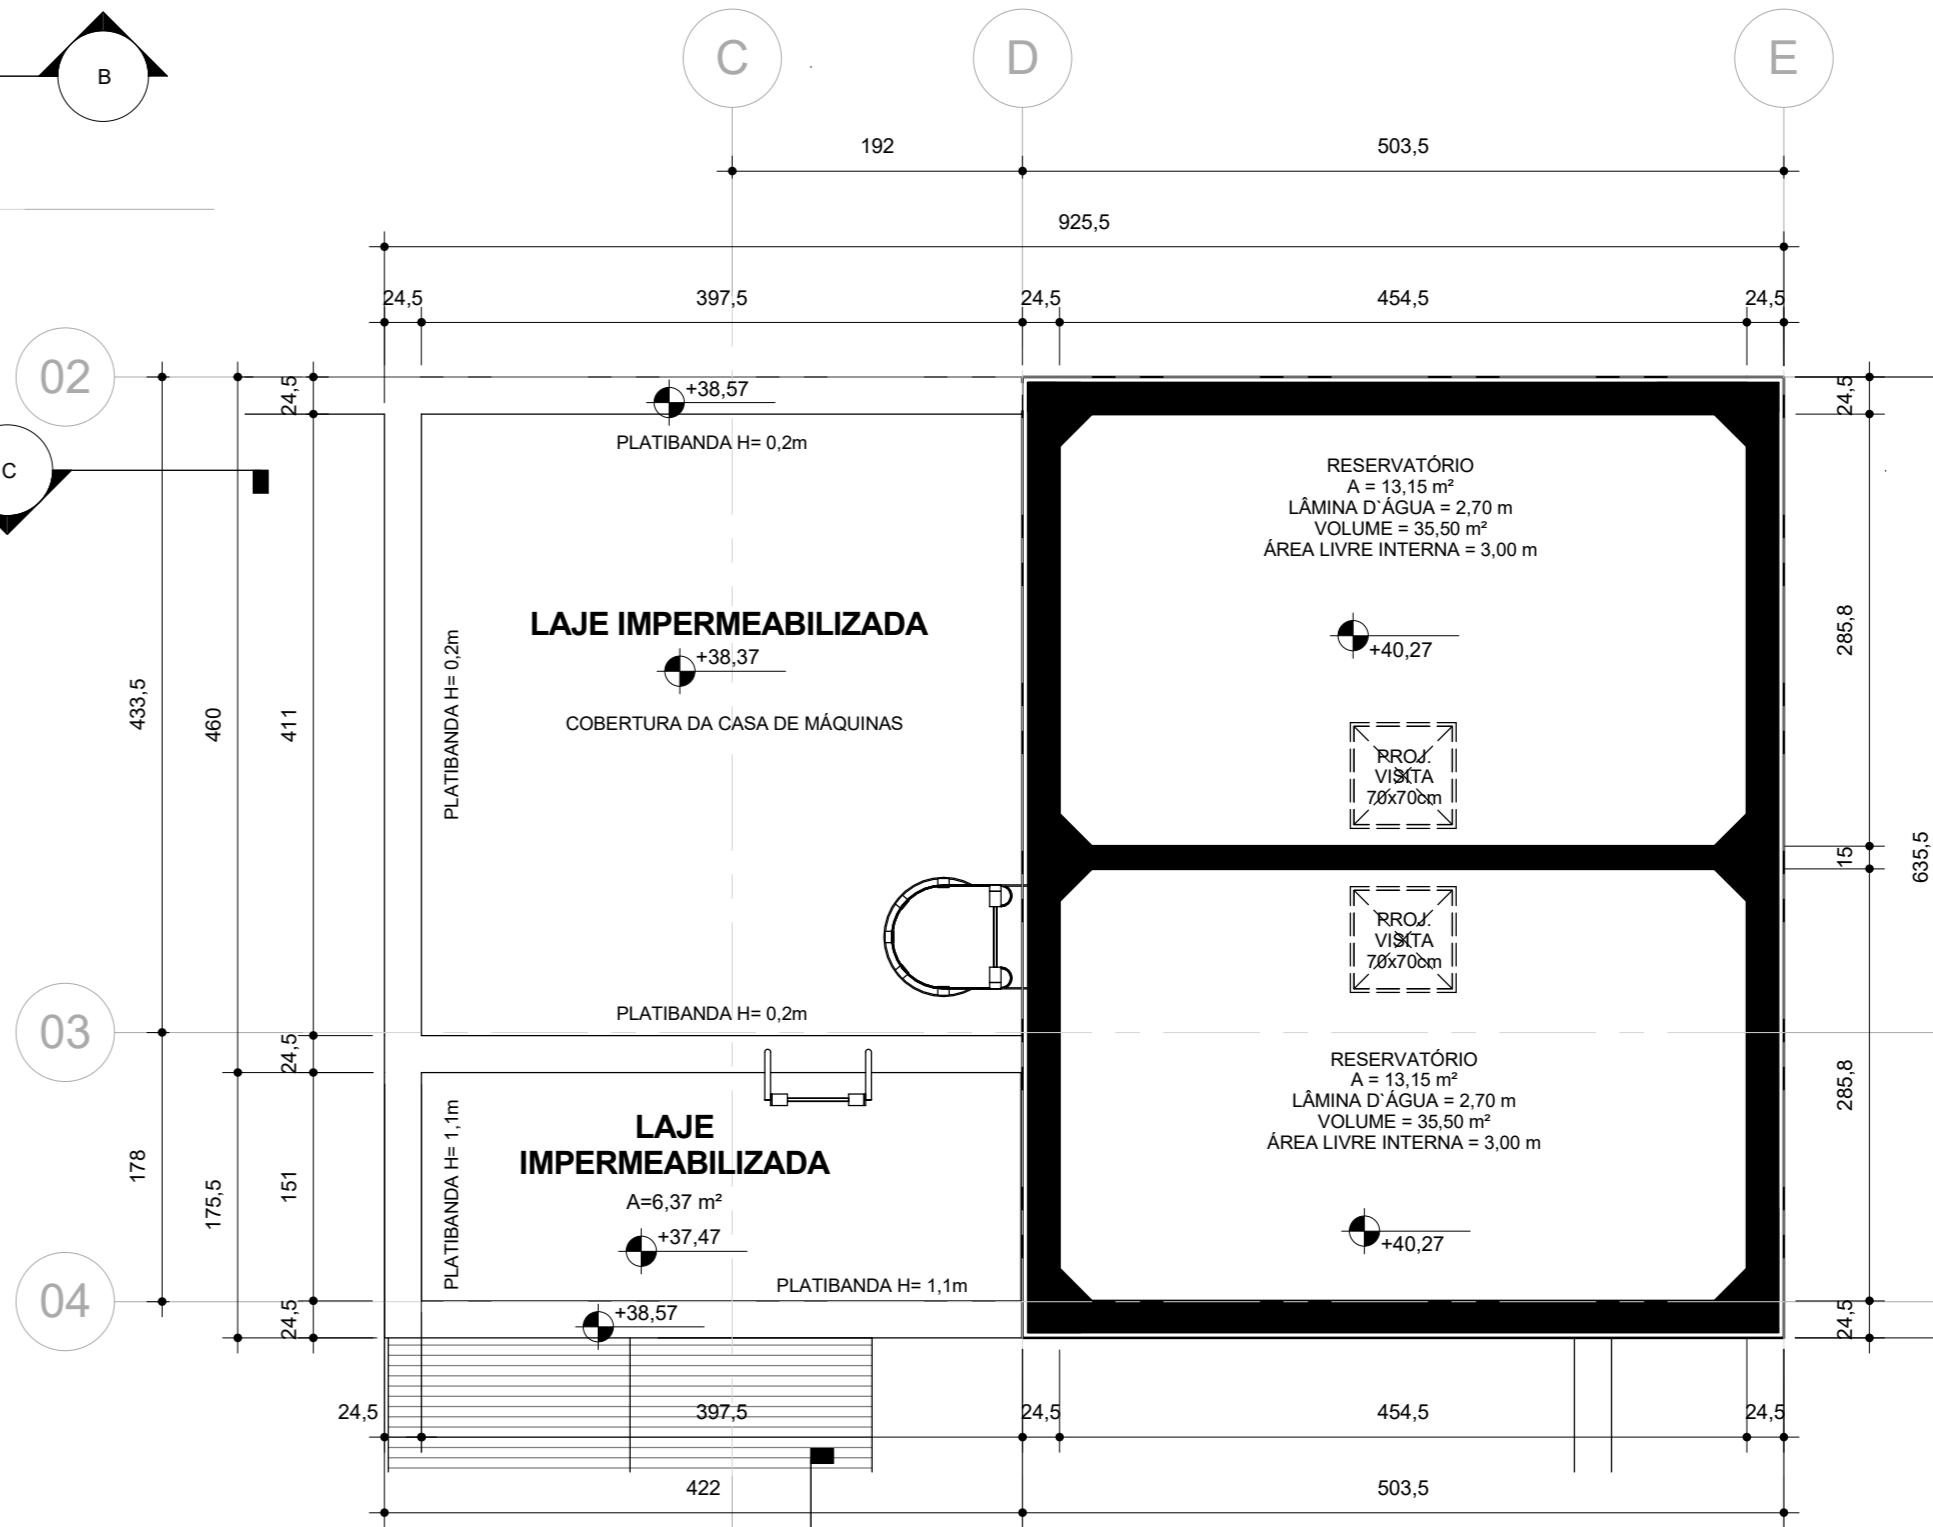 B
C
D
E
192
503,5
925,5
24,5
397,5
24,5
454,5
24,5
02
24,5
+38,57
24,5
PLATIBANDA H= 0,2m
C
RESERVATÓRIO
A = 13,15 m²
LÂMINA D`ÁGUA = 2,70 m
VOLUME = 35,50 m²
ÁREA LIVRE INTERNA = 3,00 m
LAJE IMPERMEABILIZADA
+38,37
COBERTURA DA CASA DE MÁQUINAS
PLATIBANDA H= 0,2m
+40,27
285,8
433,5
460
411
PROJ.
VISITA
70x70cm
15
635,5
PROJ.
VISITA
70x70cm
PLATIBANDA H= 0,2m
03
24,5
RESERVATÓRIO
A = 13,15 m²
LÂMINA D`ÁGUA = 2,70 m
VOLUME = 35,50 m²
ÁREA LIVRE INTERNA = 3,00 m
285,8
LAJE
IMPERMEABILIZADA
A=6,37 m²
+37,47
PLATIBANDA H= 1,1m
178
175,5
151
+40,27
PLATIBANDA H= 1,1m
04
24,5
+38,57
24,5
24,5
397,5
24,5
454,5
24,5
422
503,5